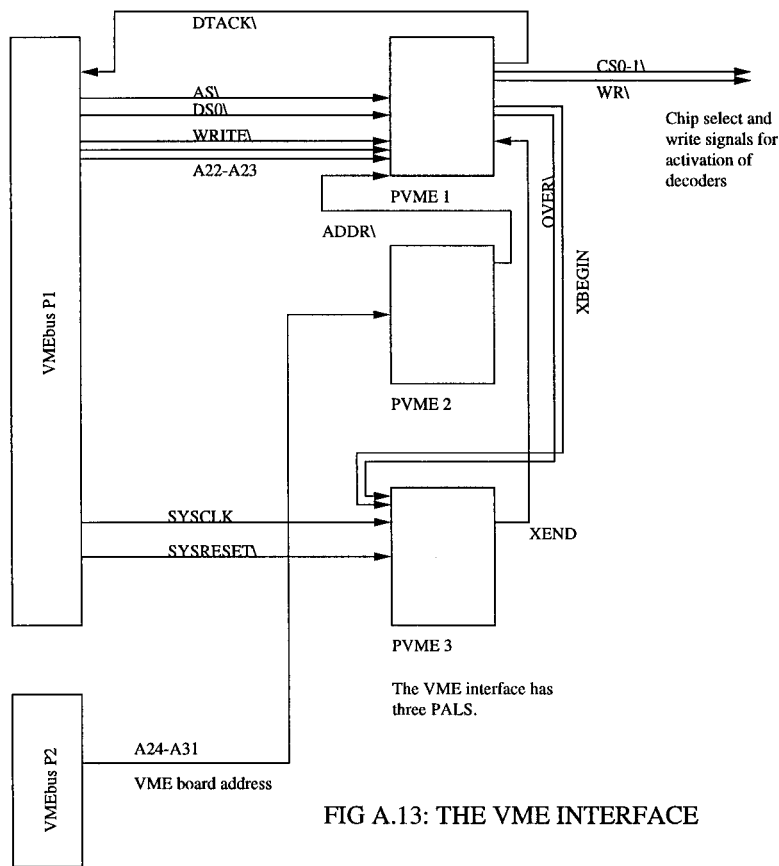 DTACK\
CS0-1\
WR\
AS\
DS0\
WRITE\
A22-A23
Chip select and
write signals for
activation of
decoders
PVME 1
OVER\
ADDR\
XBEGIN
VMEbus P1
PVME 2
SYSCLK
XEND
SYSRESET\
PVME 3
The VME interface has
three PALS.
A24-A31
VME board address
VMEbus P2
FIG A.13: THE VME INTERFACE